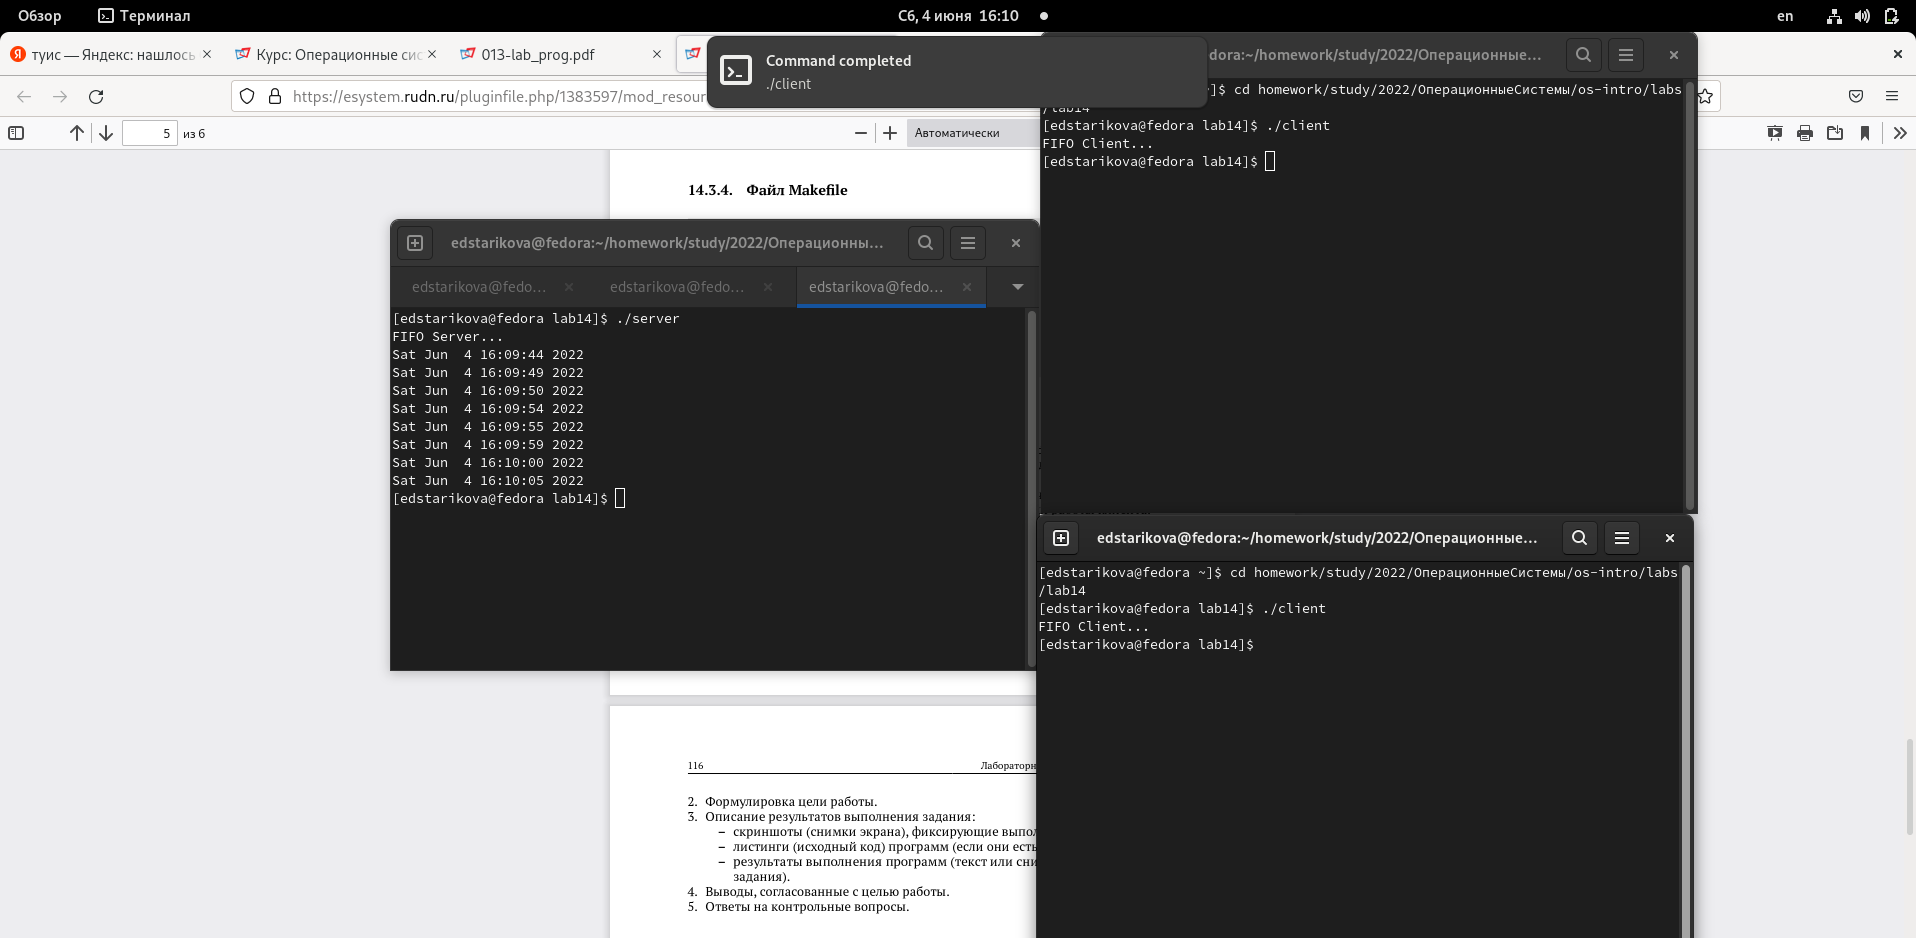 Обзор
Терминал
Сб, 4 июня 16:10
en
туис — Яндекс: нашлось
Курс: Операционные сис
013-lab_prog.pdf
Command completed
./client
dora:~/homework/study/2022/Операционные...
https://esystem.rudn.ru/pluginfile.php/1383597/mod_resour
5
из 6
Автоматически
]$ cd homework/study/2022/ОперационныеСистемы/os-intro/labs
/lab14
[edstarikova@fedora lab14]$ ./client
FIFO Client...
[edstarikova@fedora lab14]$
14.3.4. Файл Makefile
edstarikova@fedora:~/homework/study/2022/Операционны...
edstarikova@fedo...
edstarikova@fedo...
edstarikova@fedo...
[edstarikova@fedora lab14]$ ./server
FIFO Server...
Sat Jun  4 16:09:44 2022
Sat Jun  4 16:09:49 2022
Sat Jun  4 16:09:50 2022
Sat Jun  4 16:09:54 2022
Sat Jun  4 16:09:55 2022
Sat Jun  4 16:09:59 2022
Sat Jun  4 16:10:00 2022
Sat Jun  4 16:10:05 2022
[edstarikova@fedora lab14]$
edstarikova@fedora:~/homework/study/2022/Операционные...
[edstarikova@fedora ~]$ cd homework/study/2022/ОперационныеСистемы/os-intro/labs
/lab14
[edstarikova@fedora lab14]$ ./client
FIFO Client...
[edstarikova@fedora lab14]$
116
Лабораторн
2. Формулировка цели работы.
3. Описание результатов выполнения задания:
– скриншоты (снимки экрана), фиксирующие выпол
– листинги (исходный код) программ (если они есть
– результаты выполнения программ (текст или сни
задания).
4. Выводы, согласованные с целью работы.
5. Ответы на контрольные вопросы.